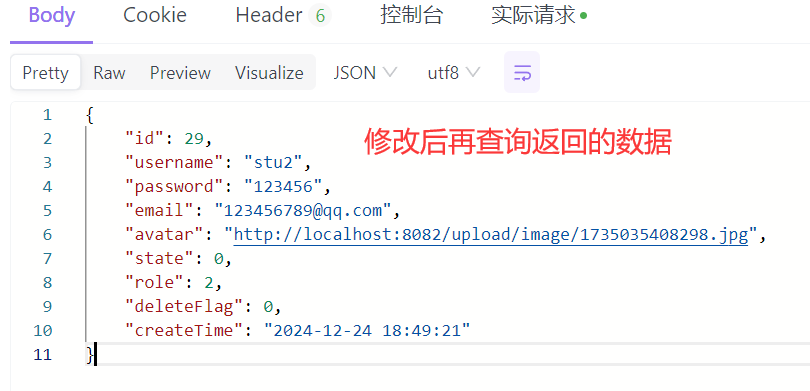 Body Cookie Header 6 控制台 实际请求
Pretty Raw Preview Visualize JSON utf8
1 {
2 "id": 29,
修改后再查询返回的数据
3 "username": "stu2",
4 "password": "123456",
5 "email": "123456789@qq.com",
6 "avatar": "http://localhost:8082/upload/image/1735035408298.jpg",
7 "state": 0,
8 "role": 2,
9 "deleteFlag": 0,
10 "createTime": "2024-12-24 18:49:21"
11 }